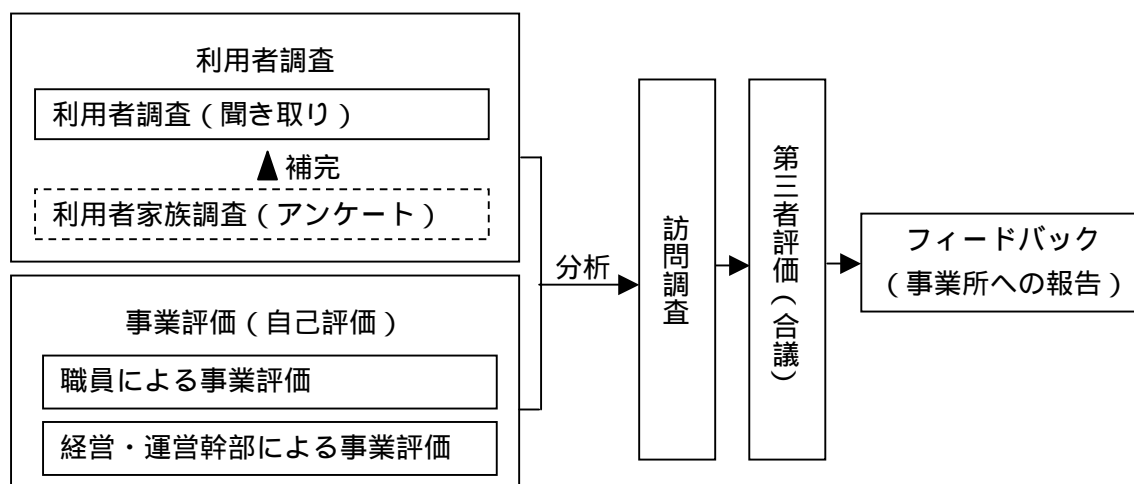 利用者調査
利用者調査(聞き取り)
補完
利用者家族調査(アンケート)
事業評価(自己評価)
職員による事業評価
経営・運営幹部による事業評価
分析
訪問調査
第三者評価(合議)
フィードバック
(事業所への報告)